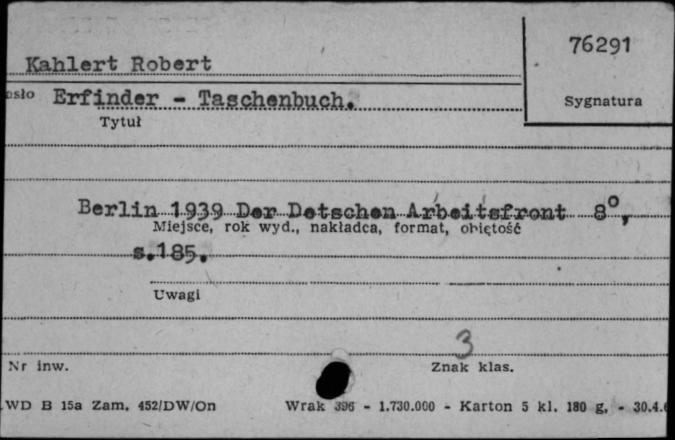 76291
Kahlert Robert
Sygnatura
Erfinder - Taschenbuch.
Tytuł
Berlin 1939 Der Detschen Arbeitsfront 8°,
Miejsce, rok wyd., nakładca, format, objętość
s.185.
Uwagi
3
Nr inw.
Znak klas.
WD B 15a Zam. 452/DW/On
Wrak 396 - 1.730.000 - Karton 5 kl. 180 g. - 30.4.